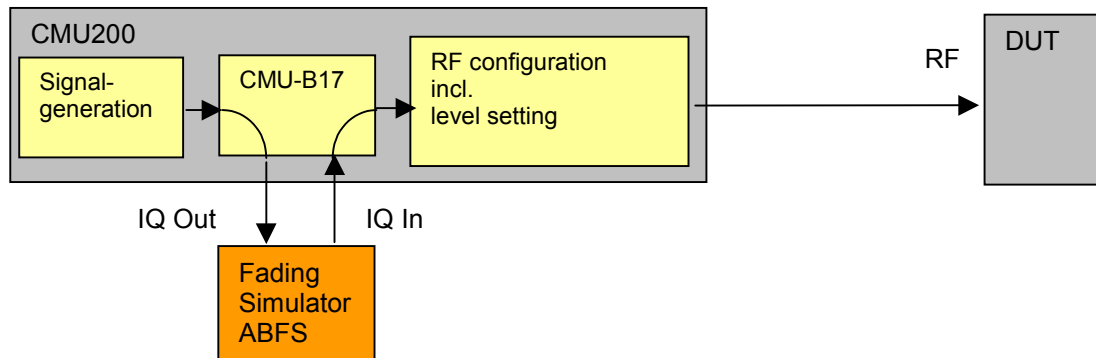 CMU200
Signal-
generation
CMU-B17
RF configuration
incl.
level setting
RF
DUT
IQ Out
IQ In
Fading
Simulator
ABFS